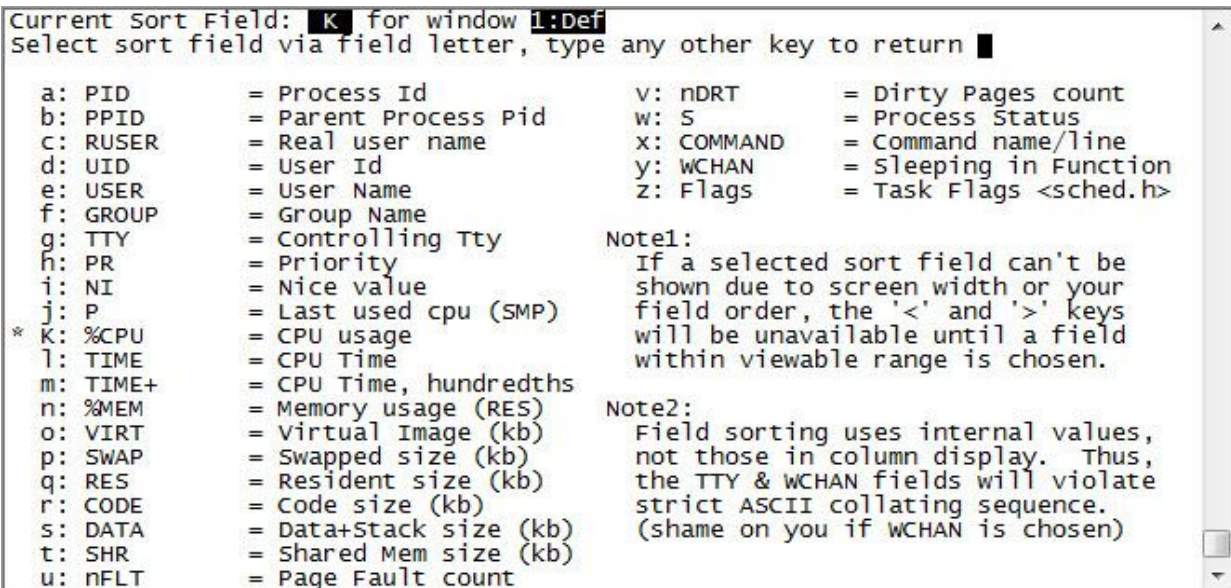 Current Sort Field:  K  for window 1:Def
Select sort field via field letter, type any other key to return
  a: PID        = Process Id              v: nDRT       = Dirty Pages count
  b: PPID       = Parent Process Pid      w: S          = Process Status
  c: RUSER      = Real user name          x: COMMAND    = Command name/line
  d: UID        = User Id                 y: WCHAN      = Sleeping in Function
  e: USER       = User Name               z: Flags      = Task Flags <sched.h>
  f: GROUP      = Group Name
  g: TTY        = Controlling Tty       Note1:
  h: PR         = Priority                If a selected sort field can't be
  i: NI         = Nice value              shown due to screen width or your
  j: P          = Last used cpu (SMP)     field order, the '<' and '>' keys
* K: %CPU       = CPU usage               will be unavailable until a field
  l: TIME       = CPU Time                within viewable range is chosen.
  m: TIME+      = CPU Time, hundredths
  n: %MEM       = Memory usage (RES)    Note2:
  o: VIRT       = Virtual Image (kb)      Field sorting uses internal values,
  p: SWAP       = Swapped size (kb)       not those in column display.  Thus,
  q: RES        = Resident size (kb)      the TTY & WCHAN fields will violate
  r: CODE       = Code size (kb)          strict ASCII collating sequence.
  s: DATA       = Data+Stack size (kb)    (shame on you if WCHAN is chosen)
  t: SHR        = Shared Mem size (kb)
  u: nFLT       = Page Fault count